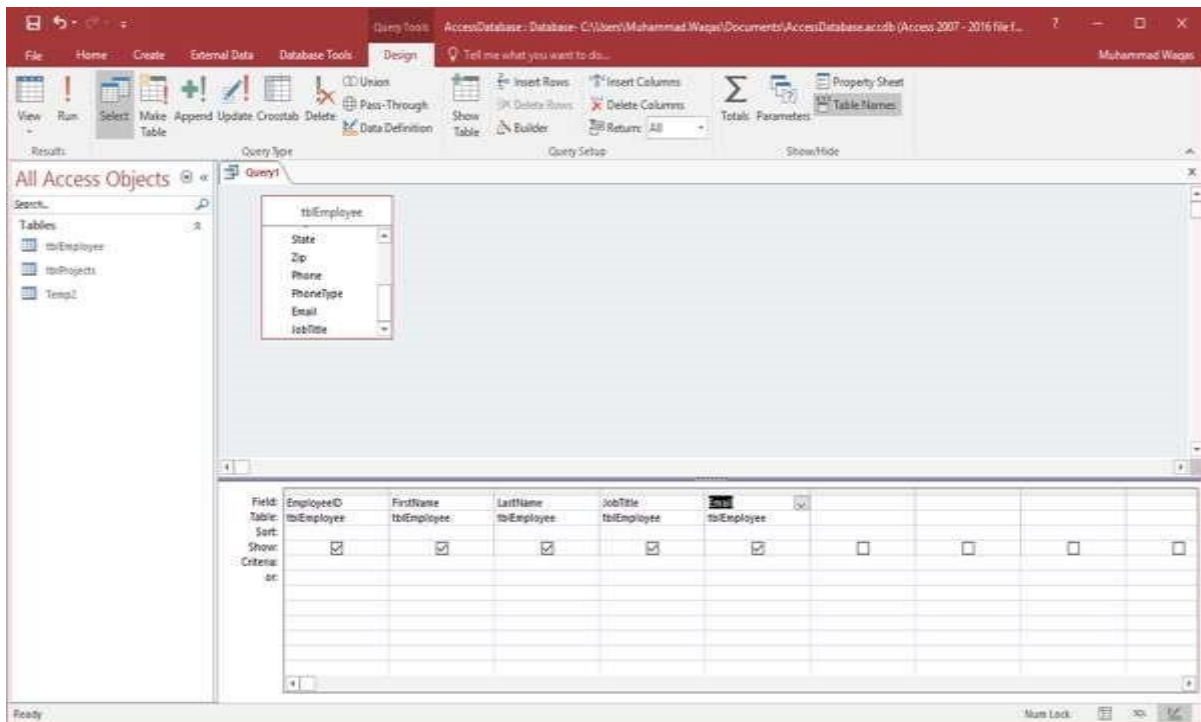 Query Tools
AccessDatabase : Database- C:\Users\Muhammad.Waqas\Documents\AccessDatabase.accdb (Access 2007 - 2016 file f...
?
File Home Create External Data Database Tools Design Tell me what you want to do... Muhammad Waqas
View Run Select Make Table Append Update Crosstab Delete
Union
Pass-Through
Data Definition
Show Table
Insert Rows
Delete Rows
Builder
Insert Columns
Delete Columns
Return: All
Totals Parameters
Property Sheet
Table Names
Results Query Type Query Setup Show/Hide
All Access Objects
Search...
Tables
tblEmployee
tblProjects
Temp2
Query1
tblEmployee
State
Zip
Phone
PhoneType
Email
JobTitle
Field: EmployeeID FirstName LastName JobTitle Email
Table: tblEmployee tblEmployee tblEmployee tblEmployee tblEmployee
Sort:
Show:
Criteria:
or:
Ready Num Lock SQL